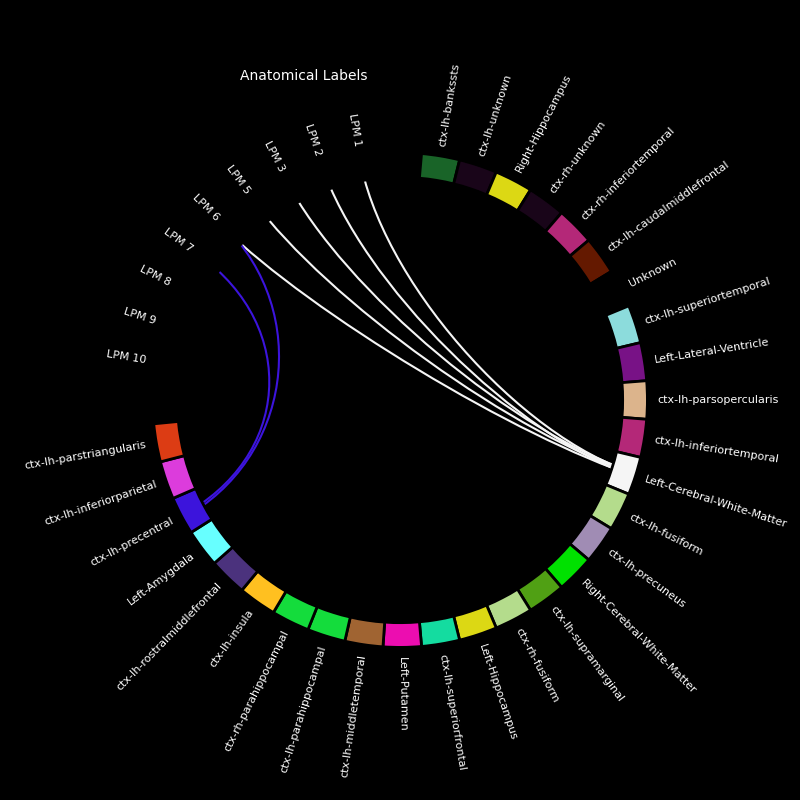 Anatomical Labels
LPM 1
LPM 2
LPM 3
LPM 5
LPM 6
LPM 7
LPM 8
LPM 9
LPM 10
ctx-lh-parstriangularis
ctx-lh-inferiorparietal
ctx-lh-precentral
Left-Amygdala
ctx-lh-rostralmiddlefrontal
ctx-lh-insula
ctx-rh-parahippocampal
ctx-lh-parahippocampal
ctx-lh-middletemporal
Left-Putamen
ctx-lh-superiorfrontal
Left-Hippocampus
ctx-rh-fusiform
ctx-lh-supramarginal
Right-Cerebral-White-Matter
ctx-lh-precuneus
ctx-lh-fusiform
Left-Cerebral-White-Matter
ctx-lh-inferiortemporal
ctx-lh-parsopercularis
Left-Lateral-Ventricle
ctx-lh-superiortemporal
Unknown
ctx-lh-caudalmiddlefrontal
ctx-rh-inferiortemporal
ctx-rh-unknown
Right-Hippocampus
ctx-lh-unknown
ctx-lh-bankssts